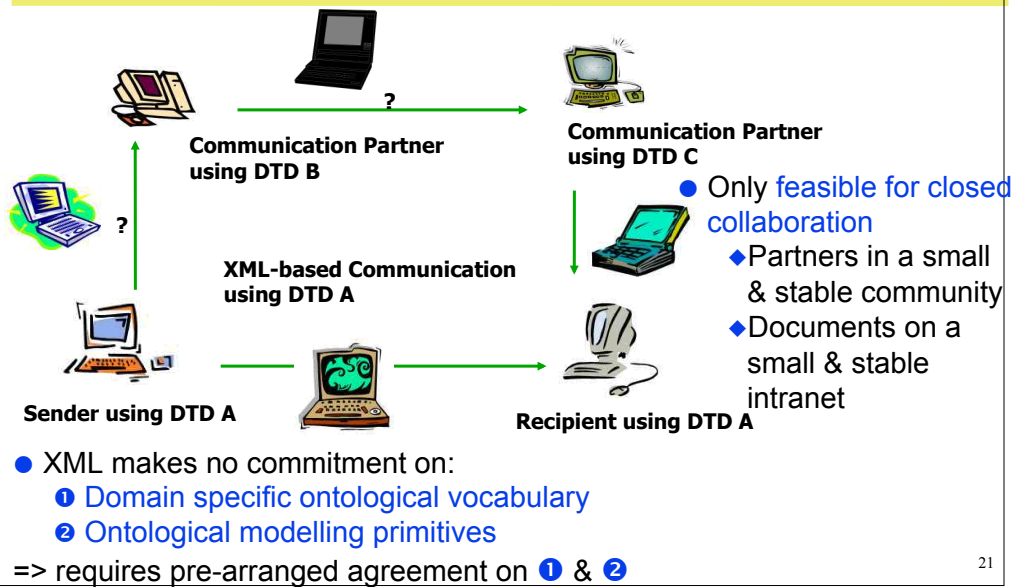 ?
Communication Partner
using DTD B
Communication Partner
using DTD C
?
XML-based Communication
using DTD A
Sender using DTD A
Recipient using DTD A
● Only feasible for closed
collaboration
◆Partners in a small
& stable community
◆Documents on a
small & stable
intranet
● XML makes no commitment on:
❶ Domain specific ontological vocabulary
❷ Ontological modelling primitives
=> requires pre-arranged agreement on ❶ & ❷
21